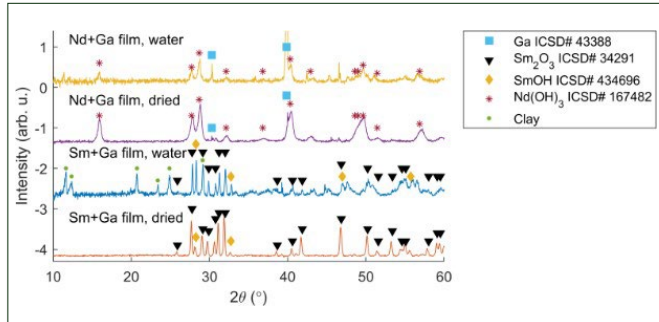 Nd+Ga film, water
Nd+Ga film, dried
Sm+Ga film, water
Sm+Ga film, dried
Intensity (arb. u.)
1
0
-1
-2
-3
-4
10
20
30
40
50
60
2θ (°)
Ga ICSD# 43388
Sm2O3 ICSD# 34291
SmOH ICSD# 434696
Nd(OH)3 ICSD# 167482
Clay